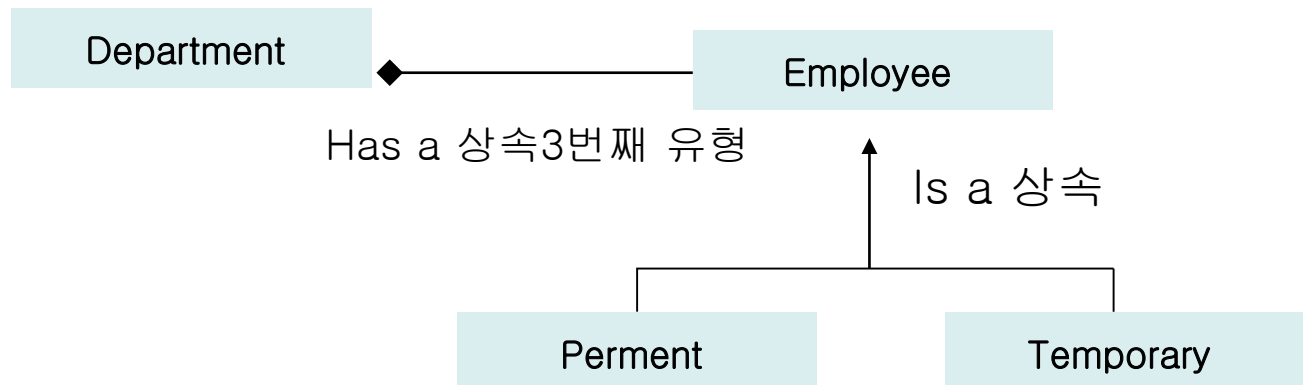 Department
Employee
Has a 상속3번째 유형
Is a 상속
Perment
Temporary